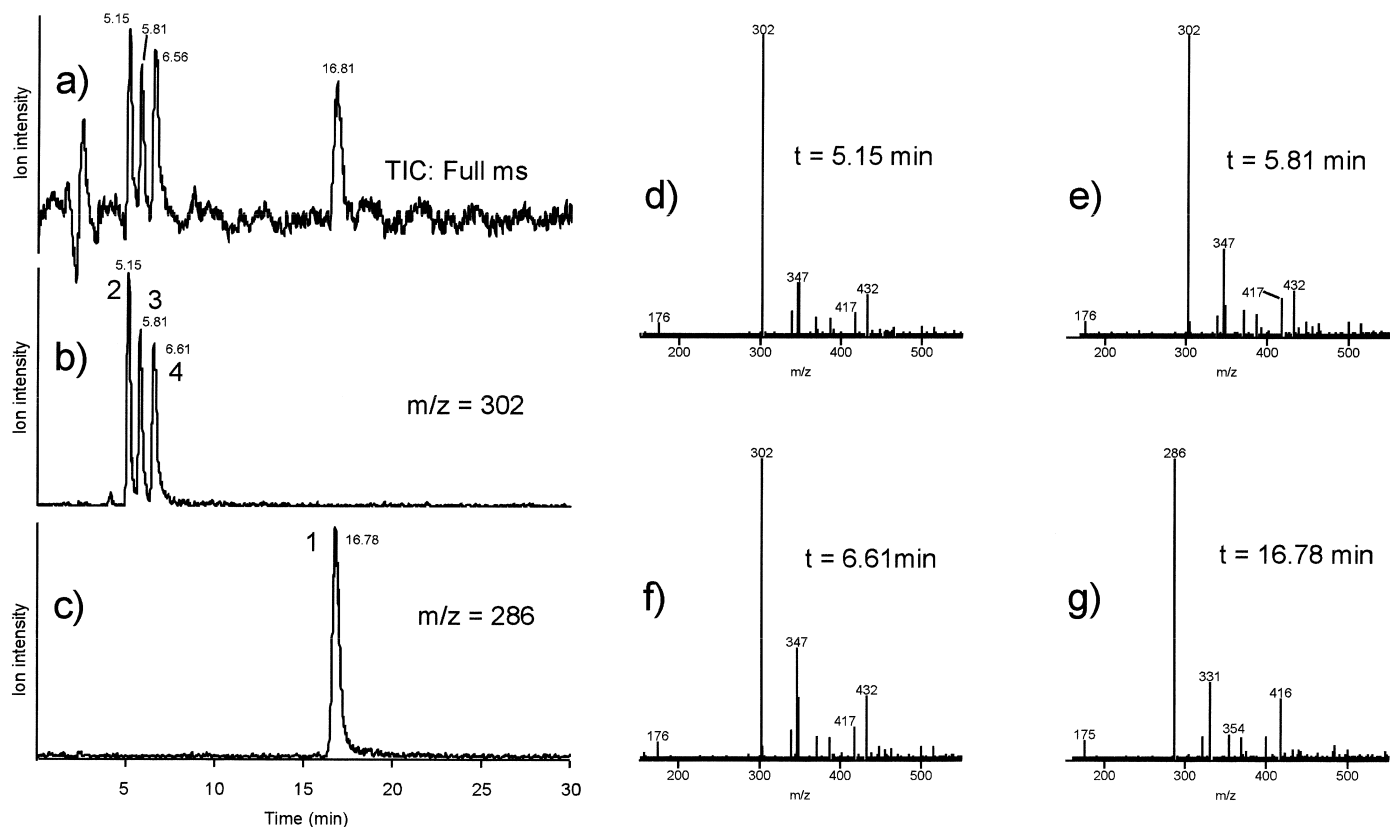 a)
Ion intensity
5.15
5.81
6.56
16.81
TIC: Full ms
b)
Ion intensity
5.15
2
3
5.81
6.61
4
m/z = 302
c)
Ion intensity
1
16.78
m/z = 286
5 10 15 20 25 30
Time (min)
d)
302
t = 5.15 min
347
432
417
176
200 300 400 500
m/z
e)
302
t = 5.81 min
347
417
432
176
200 300 400 500
m/z
f)
302
t = 6.61min
347
432
417
176
200 300 400 500
m/z
g)
286
t = 16.78 min
331
416
354
175
200 300 400 500
m/z